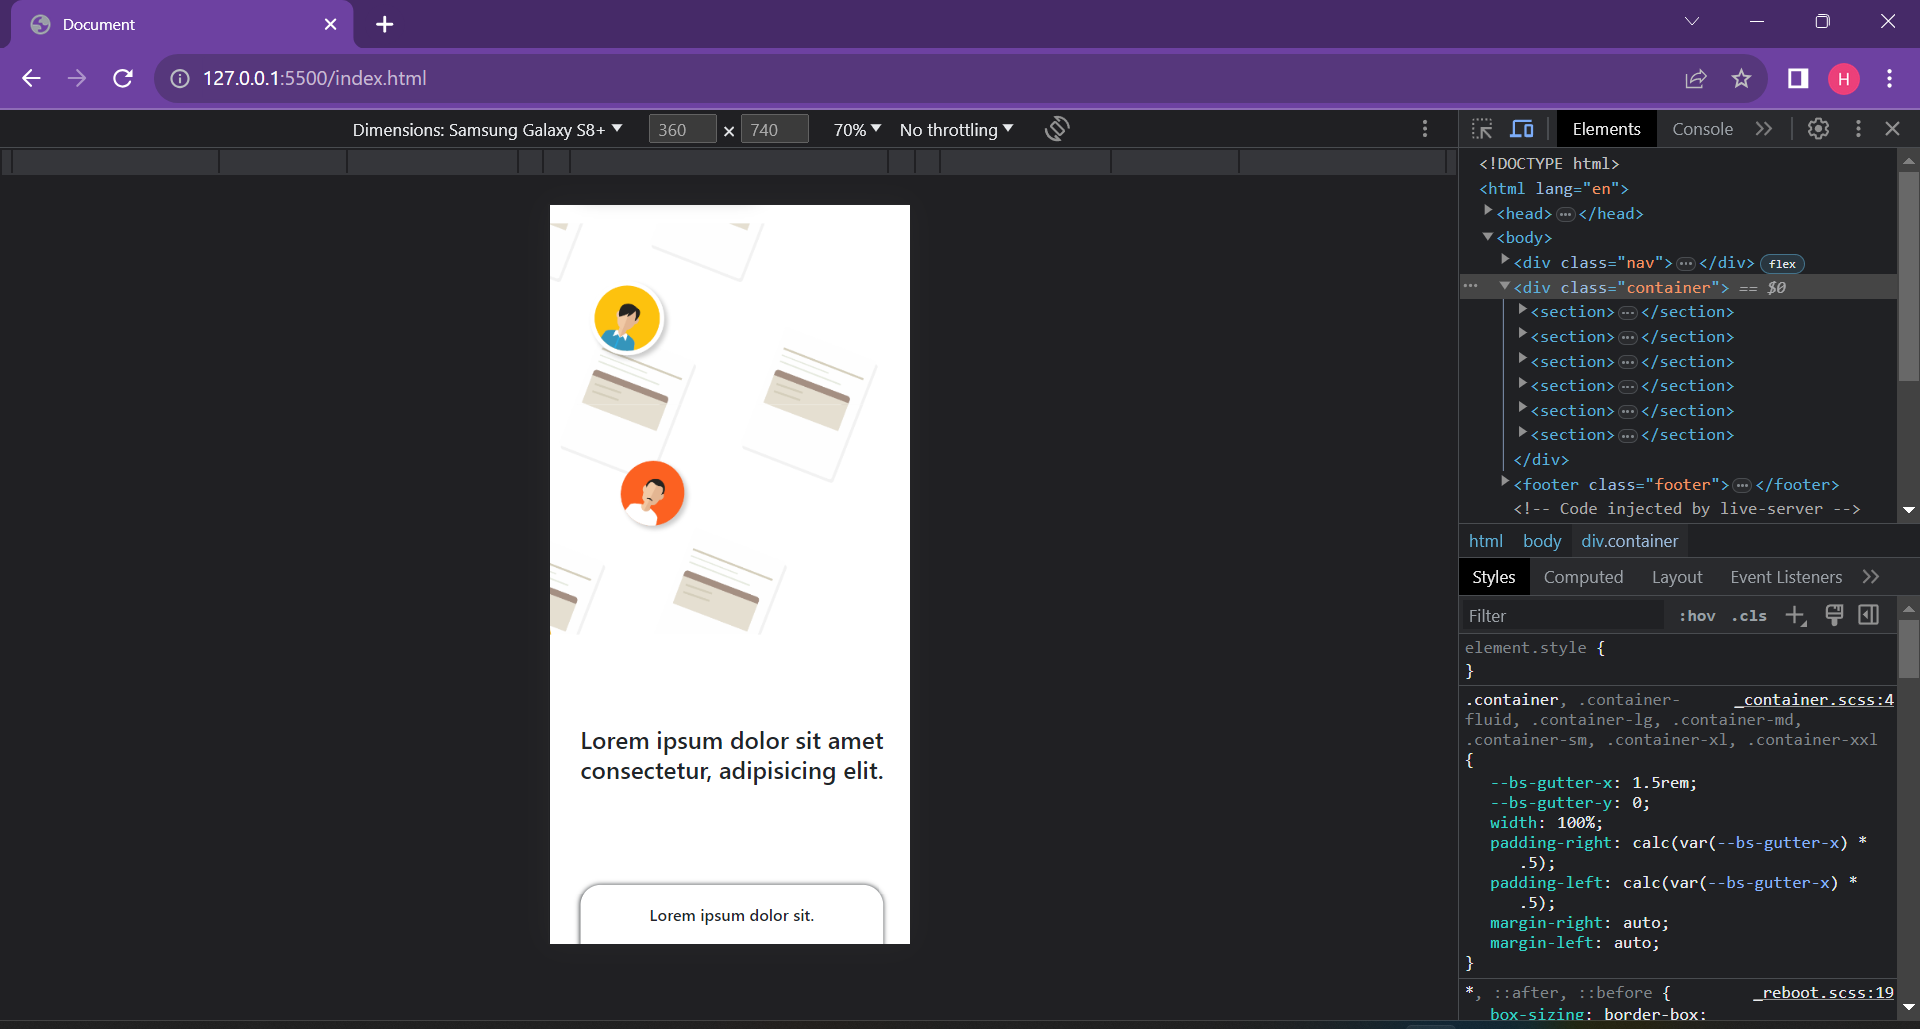 Document
127.0.0.1:5500/index.html
H
Dimensions: Samsung Galaxy S8+
360
×
740
70%
No throttling
Elements
Console
<!DOCTYPE html>
<html lang="en">
<head>
</head>
<body>
<div class="nav">
</div>
flex
<div class="container"> == $0
<section>
</section>
<section>
</section>
<section>
</section>
<section>
</section>
<section>
</section>
<section>
</section>
</div>
<footer class="footer">
</footer>
<!-- Code injected by live-server -->
html
body
div.container
Styles
Computed
Layout
Event Listeners
Filter
:hov
.cls
element.style {
}
.container, .container-
_container.scss:4
fluid, .container-lg, .container-md,
.container-sm, .container-xl, .container-xxl
{
--bs-gutter-x: 1.5rem;
--bs-gutter-y: 0;
width: 100%;
padding-right: calc(var(--bs-gutter-x) *
.5);
padding-left: calc(var(--bs-gutter-x) *
.5);
margin-right: auto;
margin-left: auto;
}
*, ::after, ::before {
_reboot.scss:19
box-sizing: border-box;
Lorem ipsum dolor sit amet
consectetur, adipisicing elit.
Lorem ipsum dolor sit.